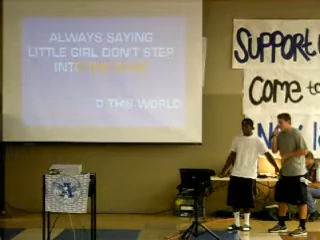 ALWAYS SAYING
LITTLE GIRL DON'T STEP
INTO THE CLUB
O THIS WORLD
SUPPORT
COME to
A